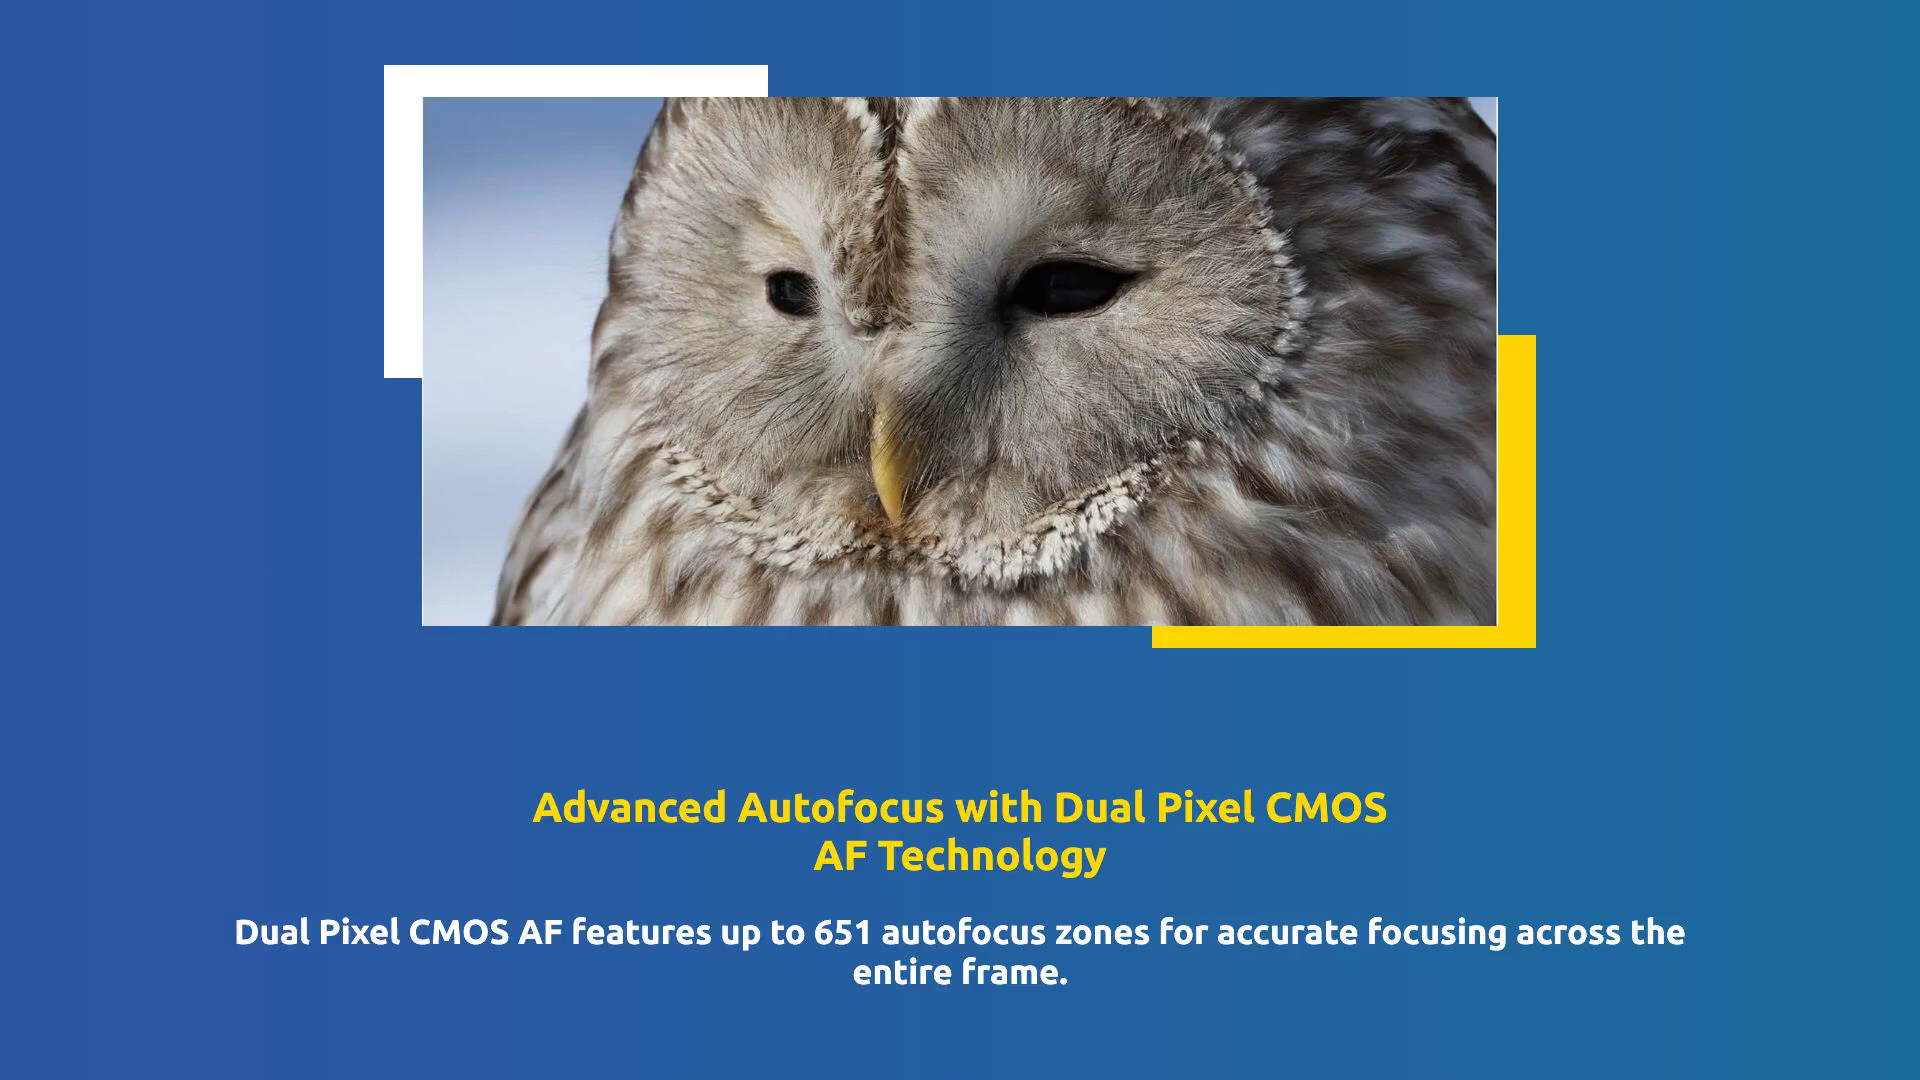 Advanced Autofocus with Dual Pixel CMOS
AF Technology
Dual Pixel CMOS AF features up to 651 autofocus zones for accurate focusing across the
entire frame.